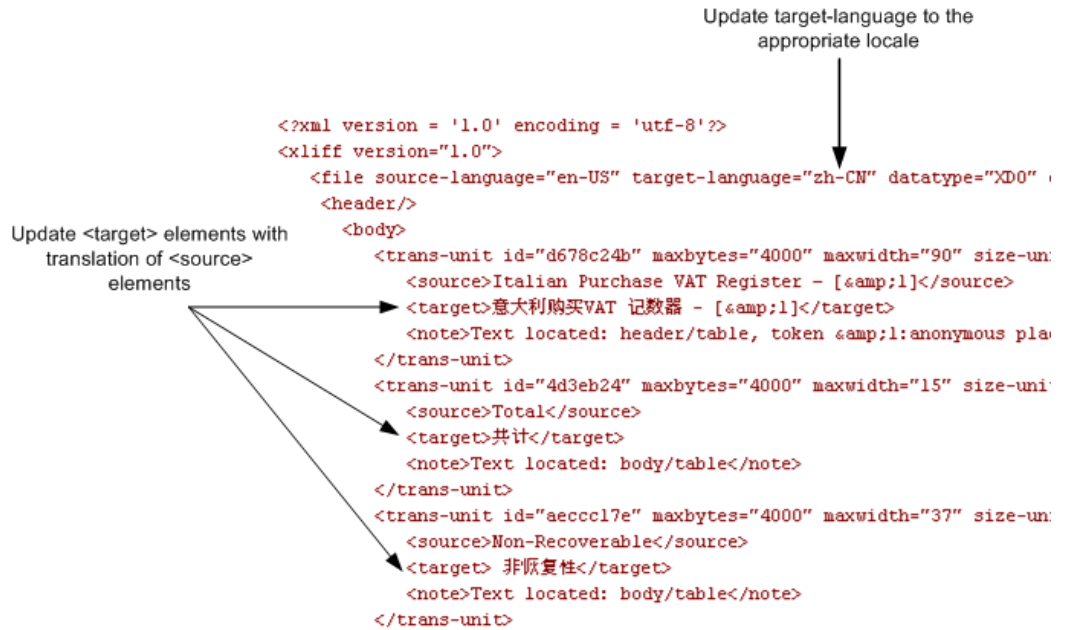 Update target-language to the
appropriate locale
<?xml version = '1.0' encoding = 'utf-8'?>
<xliff version="1.0">
<file source-language="en-US" target-language="zh-CN" datatype="XDO"
<header/>
<body>
Update <target> elements with
translation of <source>
elements
<trans-unit id="d678c24b" maxbytes="4000" maxwidth="90" size-uni
<source>Italian Purchase VAT Register - [&amp;l]</source>
<target>意大利购买VAT 记数器 - [&amp;l]</target>
<note>Text located: header/table, token &amp;l:anonymous pla
</trans-unit>
<trans-unit id="4d3eb24" maxbytes="4000" maxwidth="15" size-unit
<source>Total</source>
<target>共计</target>
<note>Text located: body/table</note>
</trans-unit>
<trans-unit id="aeccc17e" maxbytes="4000" maxwidth="37" size-un
<source>Non-Recoverable</source>
<target> 非恢复性</target>
<note>Text located: body/table</note>
</trans-unit>